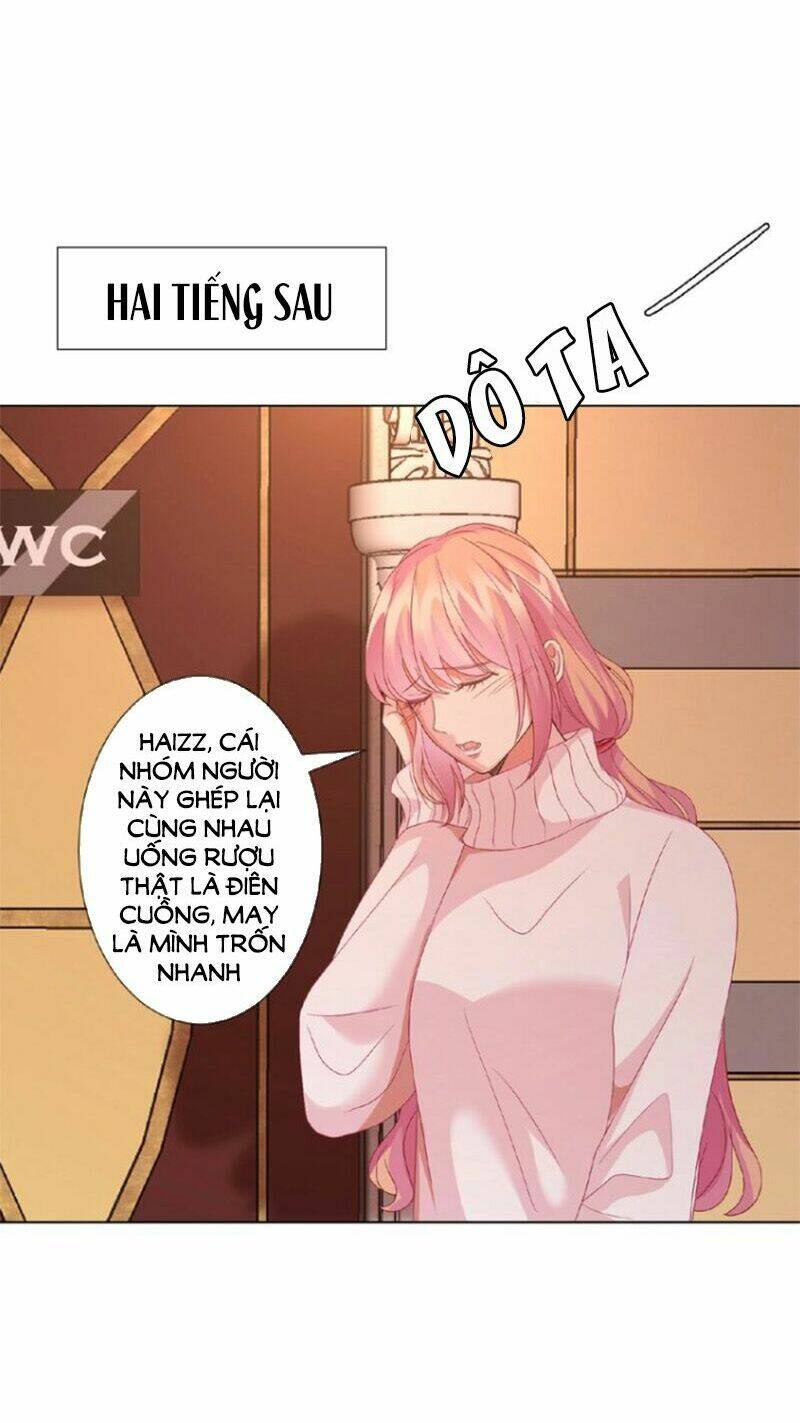 HAI TIẾNG SAU
DÔ TA
WC
HAIZZ, CÁI
NHÓM NGƯỜI
NÀY GHÉP LẠI
CÙNG NHAU
UỐNG RƯỢU
THẬT LÀ ĐIÊN
CUỒNG, MAY
LÀ MÌNH TRỐN
NHANH